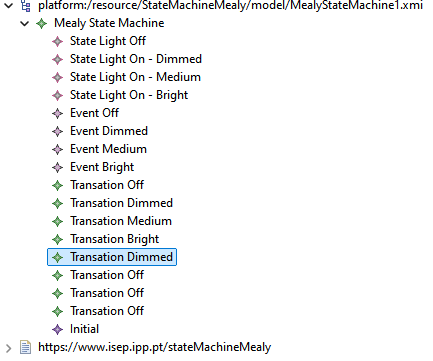 platform:/resource/StateMachineMealy/model/MealyStateMachine1.xmi
Mealy State Machine
State Light Off
State Light On - Dimmed
State Light On - Medium
State Light On - Bright
Event Off
Event Dimmed
Event Medium
Event Bright
Transation Off
Transation Dimmed
Transation Medium
Transation Bright
Transation Dimmed
Transation Off
Transation Off
Transation Off
Initial
https://www.isep.ipp.pt/stateMachineMealy